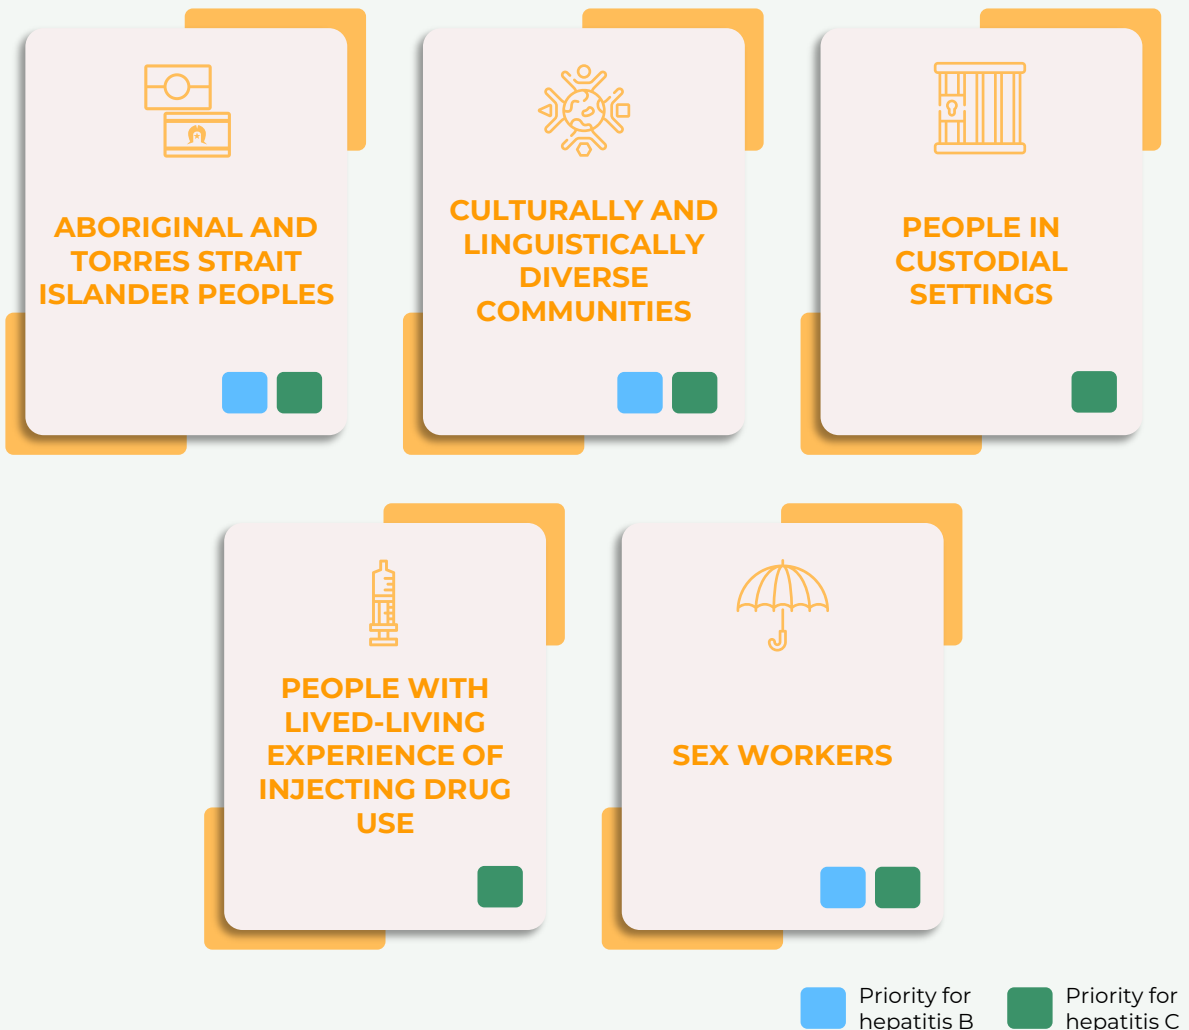 ABORIGINAL AND
TORRES STRAIT
ISLANDER PEOPLES
CULTURALLY AND
LINGUISTICALLY
DIVERSE
COMMUNITIES
PEOPLE IN
CUSTODIAL
SETTINGS
PEOPLE WITH
LIVED-LIVING
EXPERIENCE OF
INJECTING DRUG
USE
SEX WORKERS
Priority for
hepatitis B
Priority for
hepatitis C